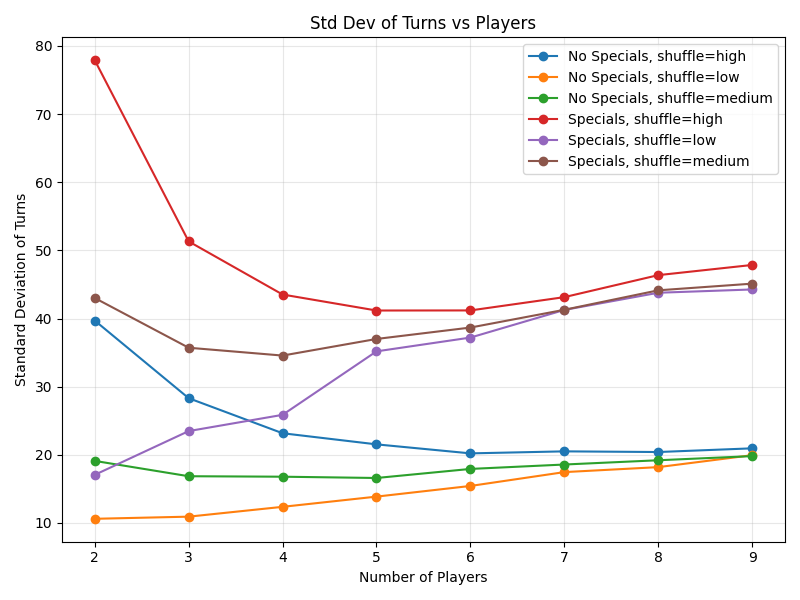 Std Dev of Turns vs Players
No Specials, shuffle=high
No Specials, shuffle=low
No Specials, shuffle=medium
Specials, shuffle=high
Specials, shuffle=low
Specials, shuffle=medium
Standard Deviation of Turns
80
70
60
50
40
30
20
10
2 3 4 5 6 7 8 9
Number of Players